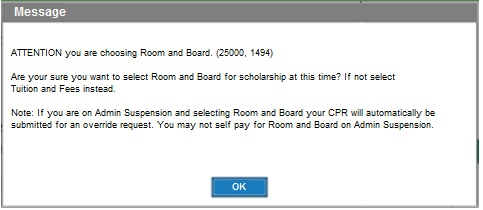 Message
ATTENTION you are choosing Room and Board. (25000, 1494)
Are your sure you want to select Room and Board for scholarship at this time? If not select
Tuition and Fees instead.
Note: If you are on Admin Suspension and selecting Room and Board your CPR will automatically be
submitted for an override request. You may not self pay for Room and Board on Admin Suspension.
OK